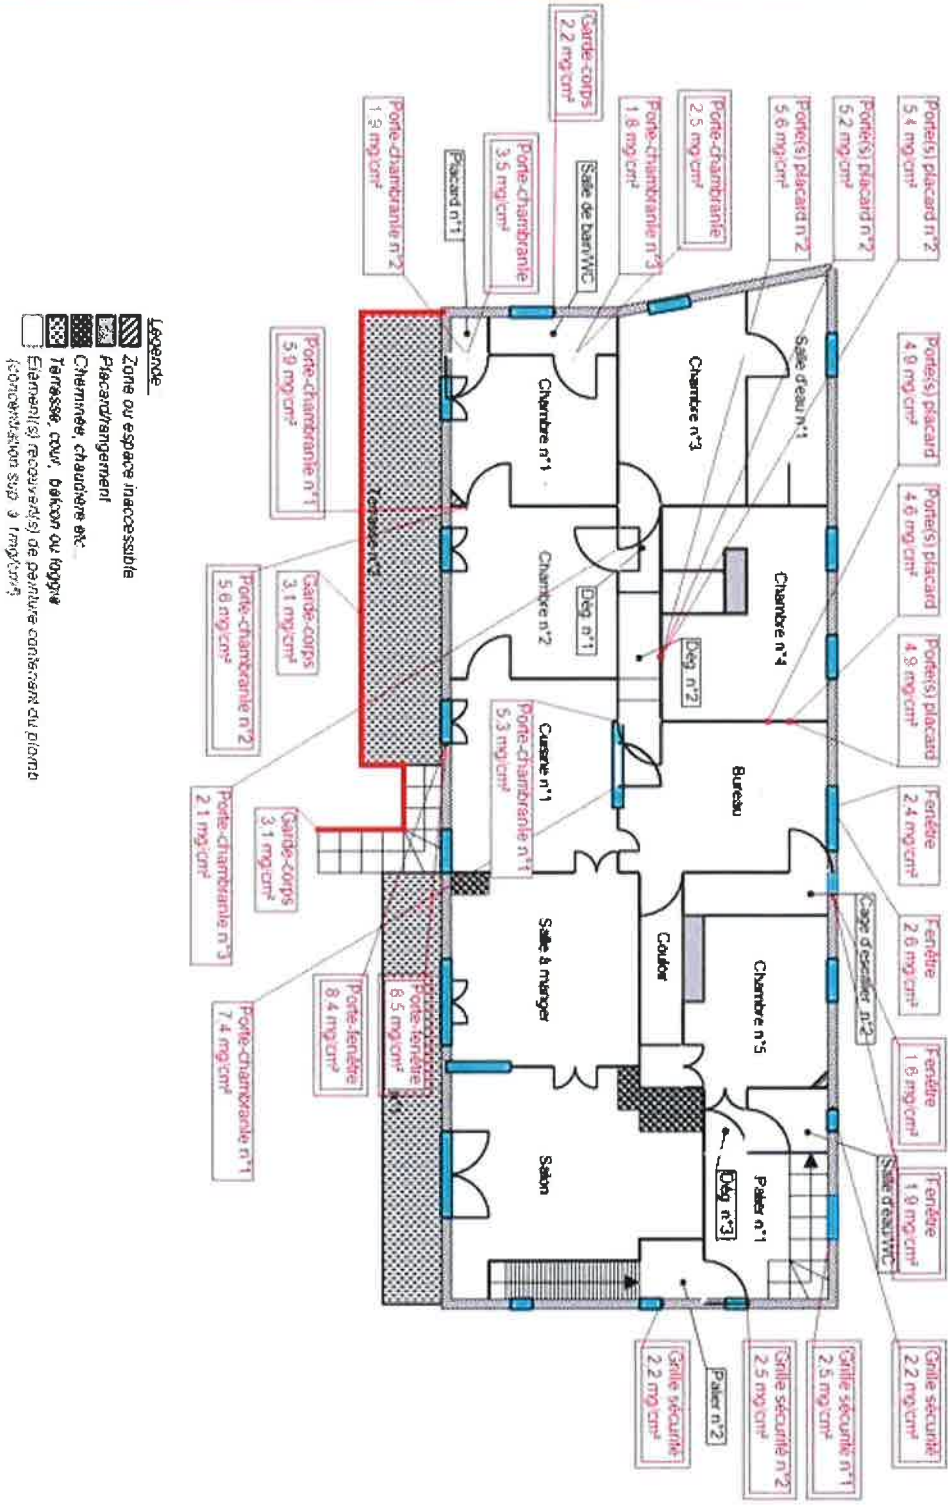 Porte(s) placard n°2
5.4 mg/cm²
Porte(s) placard n°2
5.2 mg/cm²
Porte(s) placard n°2
5.6 mg/cm²
Porte-chambranle
2.5 mg/cm²
Porte-chambranle n°3
1.8 mg/cm²
Salle de bain/WC
Garde-corps
2.2 mg/cm²
Porte-chambranle
3.5 mg/cm²
Placard n°1
Porte-chambranle n°2
1.9 mg/cm²
Porte(s) placard
4.9 mg/cm²
Porte(s) placard
4.6 mg/cm²
Porte(s) placard
4.9 mg/cm²
Fenêtre
2.4 mg/cm²
Fenêtre
2.6 mg/cm²
Fenêtre
1.6 mg/cm²
Fenêtre
1.9 mg/cm²
Grille sécurité
2.2 mg/cm²
Cage d'escalier n°2
Salle d'eau/WC
Grille sécurité n°1
2.5 mg/cm²
Grille sécurité n°2
2.5 mg/cm²
Palier n°2
Grille sécurité
2.2 mg/cm²
Salle d'eau n°1
Chambre n°3
Chambre n°4
Bureau
Chambre n°5
Palier n°1
Dég. n°3
Dég. n°2
Dég. n°1
Couloir
Chambre n°1
Chambre n°2
Cuisine n°1
Porte-chambranle n°1
5.3 mg/cm²
Salle à manger
Salon
Porte-fenêtre
8.5 mg/cm²
Porte-fenêtre
8.4 mg/cm²
Porte-chambranle n°1
5.9 mg/cm²
Garde-corps
3.1 mg/cm²
Porte-chambranle n°2
5.6 mg/cm²
Garde-corps
3.1 mg/cm²
Porte-chambranle n°3
2.1 mg/cm²
Porte-chambranle n°1
7.4 mg/cm²
Légende
Zone ou espace inaccessible
Placard/rangement
Cheminée, chaudière etc...
Terrasse, cour, balcon ou loggia
Elément(s) recouvert(s) de peinture contenant du plomb
(concentration sup. à 1mg/cm²)